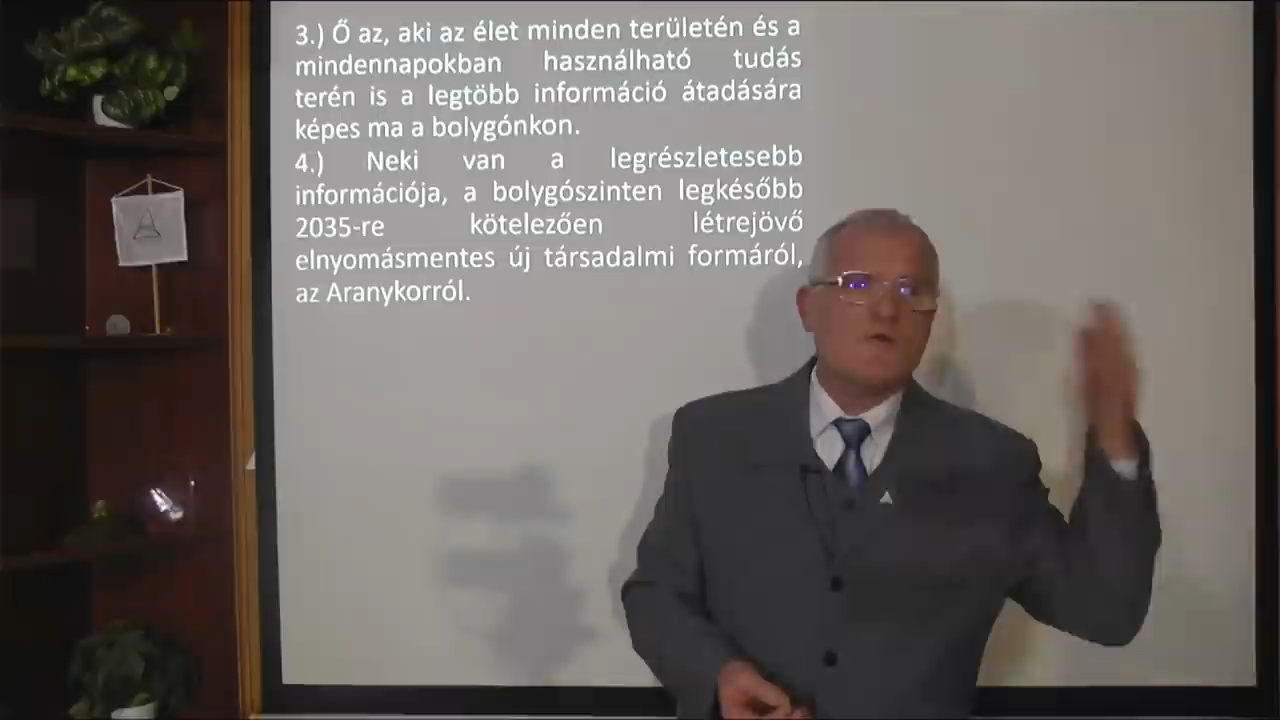 3.) Ő az, aki az élet minden területén és a
mindennapokban használható tudás
terén is a legtöbb információ átadására
képes ma a bolygónkon.
4.) Neki van a legrészletesebb
információja, a bolygószinten legkésőbb
2035-re kötelezően létrejövő
elnyomásmentes új társadalmi formáról,
az Aranykorról.